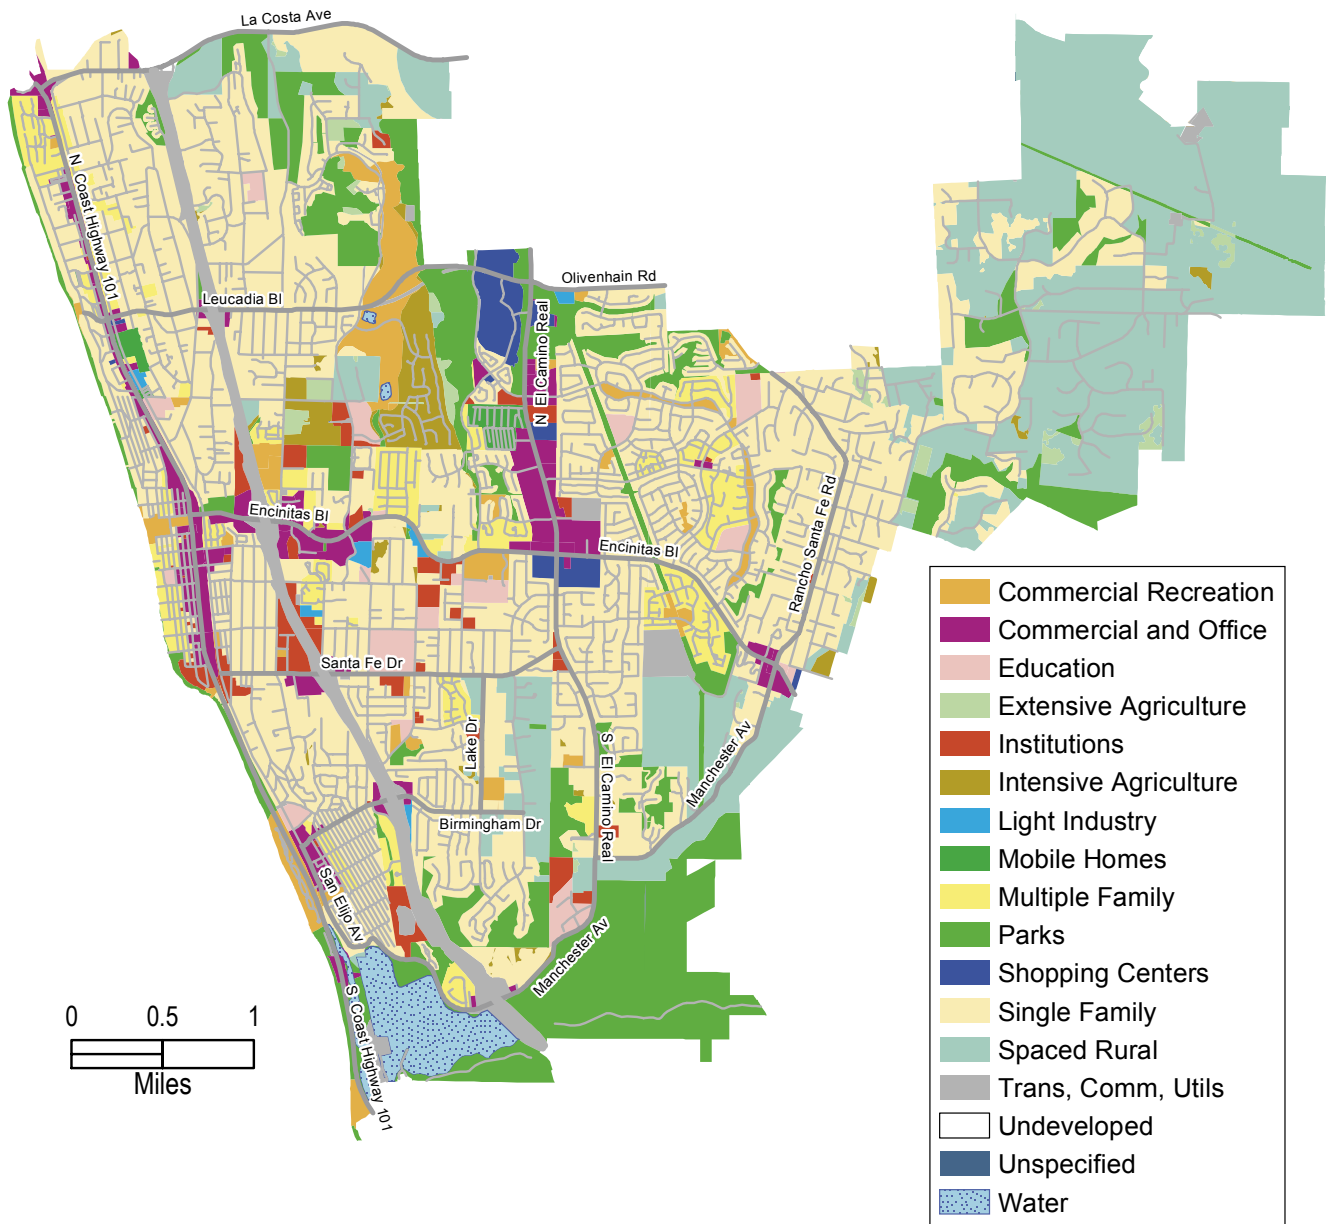 La Costa Ave
N Coast Highway 101
Olivenhain Rd
Leucadia Bl
N El Camino Real
Encinitas Bl
Encinitas Bl
Rancho Santa Fe Rd
Santa Fe Dr
Lake Dr
S El Camino Real
Manchester Av
Birmingham Dr
San Elijo Av
Manchester Av
S Coast Highway 101
0 0.5 1
Miles
Commercial Recreation
Commercial and Office
Education
Extensive Agriculture
Institutions
Intensive Agriculture
Light Industry
Mobile Homes
Multiple Family
Parks
Shopping Centers
Single Family
Spaced Rural
Trans, Comm, Utils
Undeveloped
Unspecified
Water